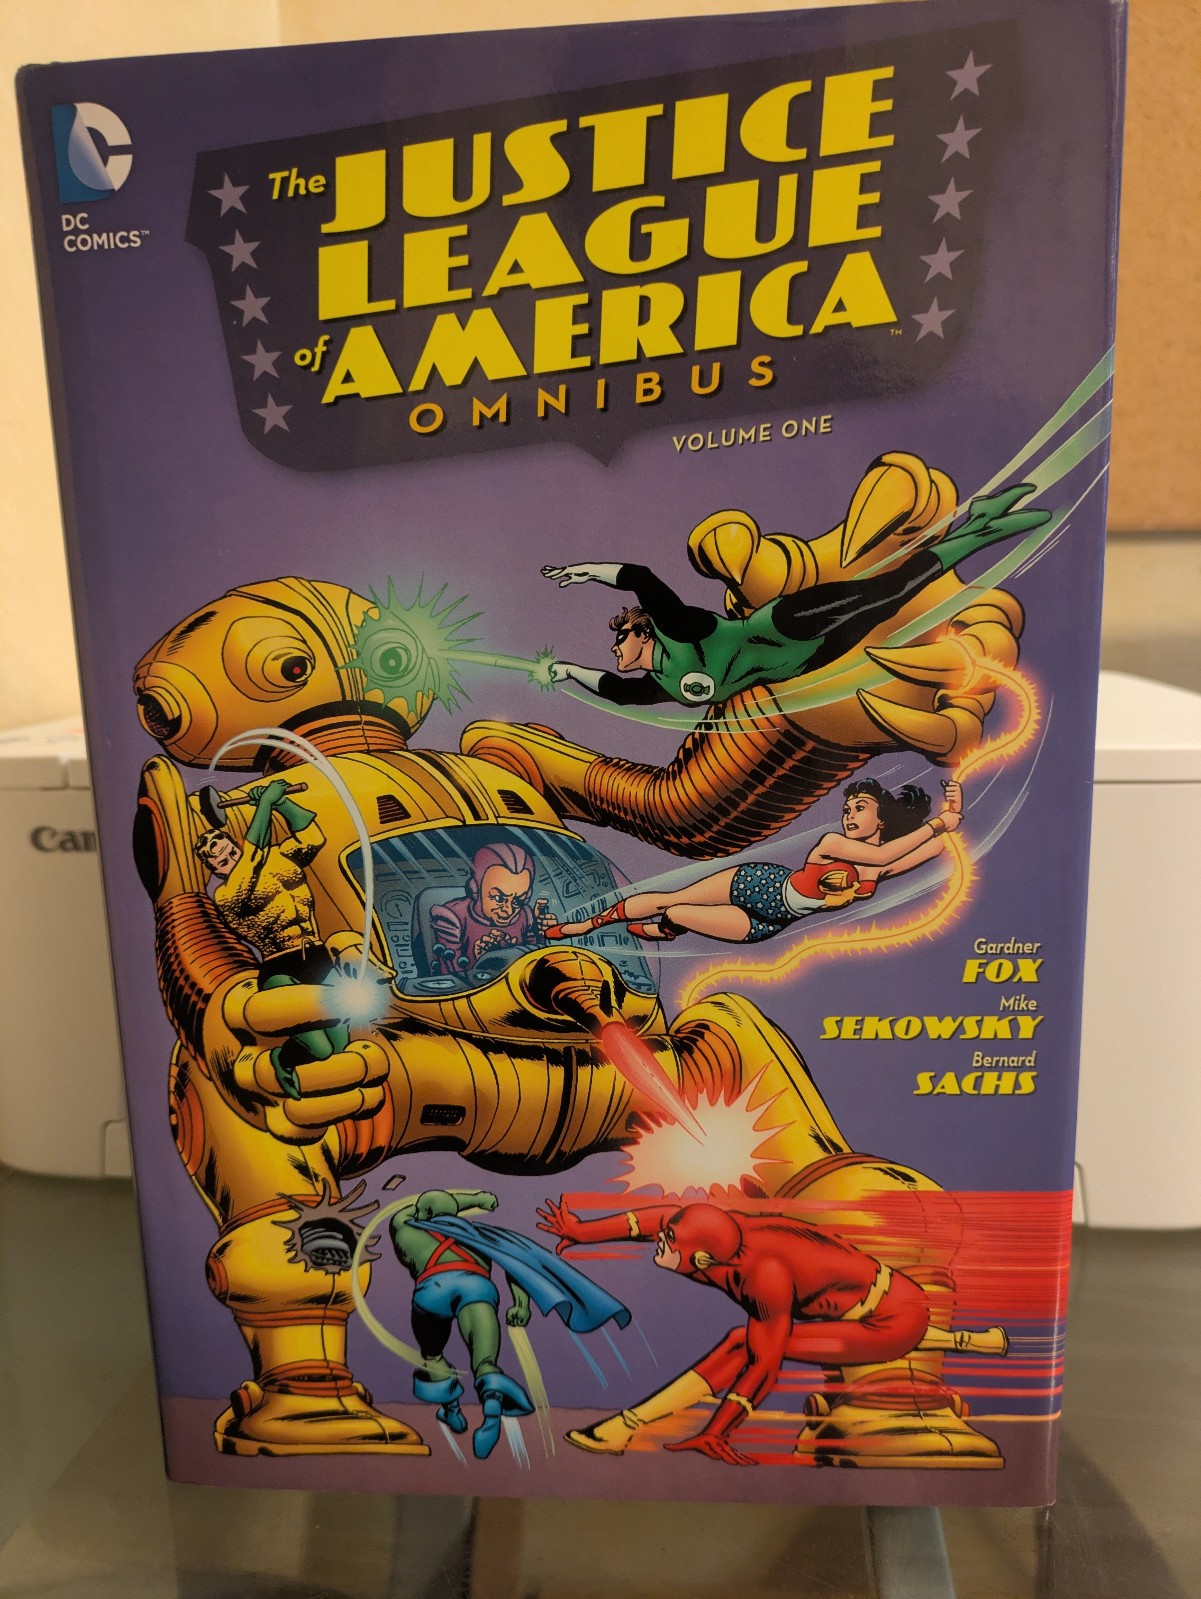 DC
COMICS™
The JUSTICE
LEAGUE
of AMERICA™
OMNIBUS
VOLUME ONE
Gardner
FOX
Mike
SEKOWSKY
Bernard
SACHS
Can